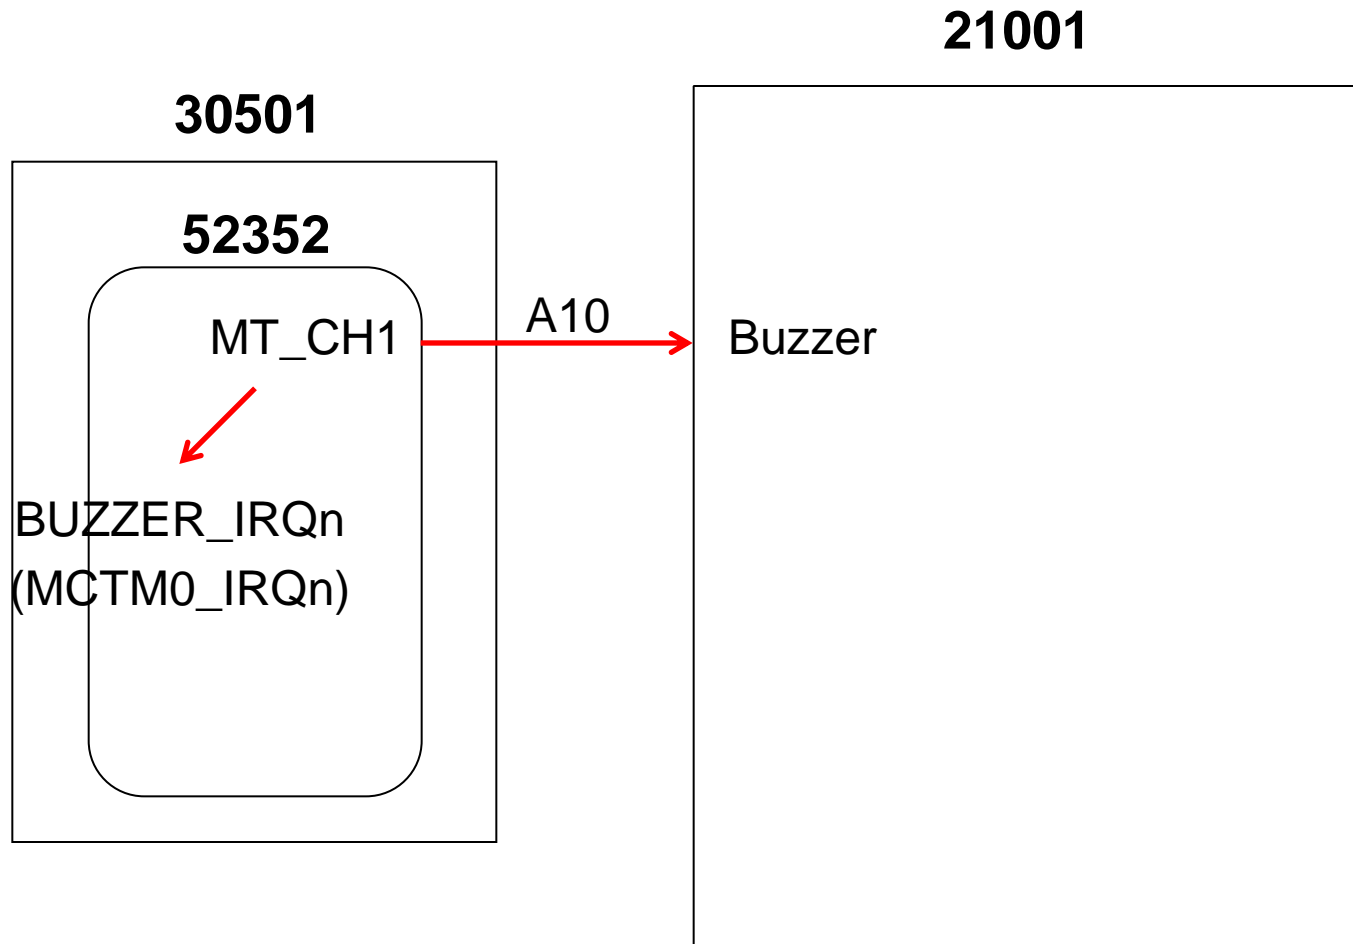 21001
30501
52352
MT_CH1
A10
Buzzer
BUZZER_IRQn
(MCTM0_IRQn)